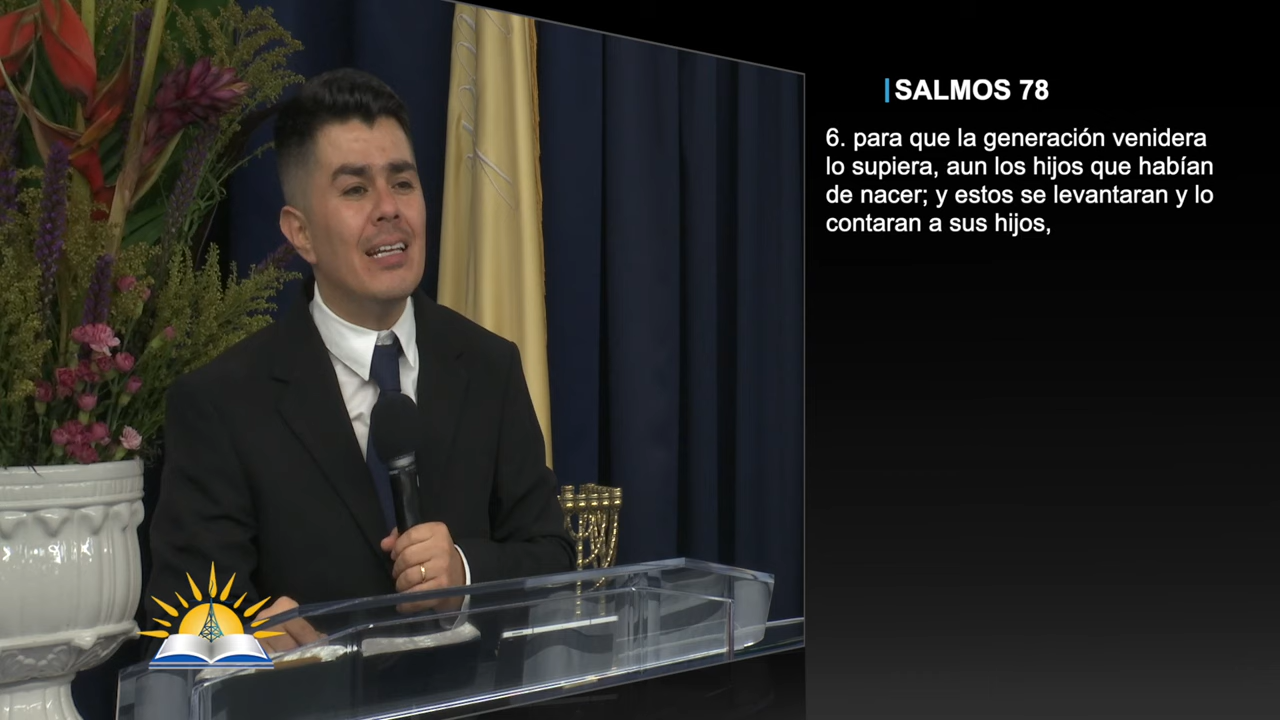 SALMOS 78
6. para que la generación venidera
lo supiera, aun los hijos que habían
de nacer; y estos se levantaran y lo
contaran a sus hijos,